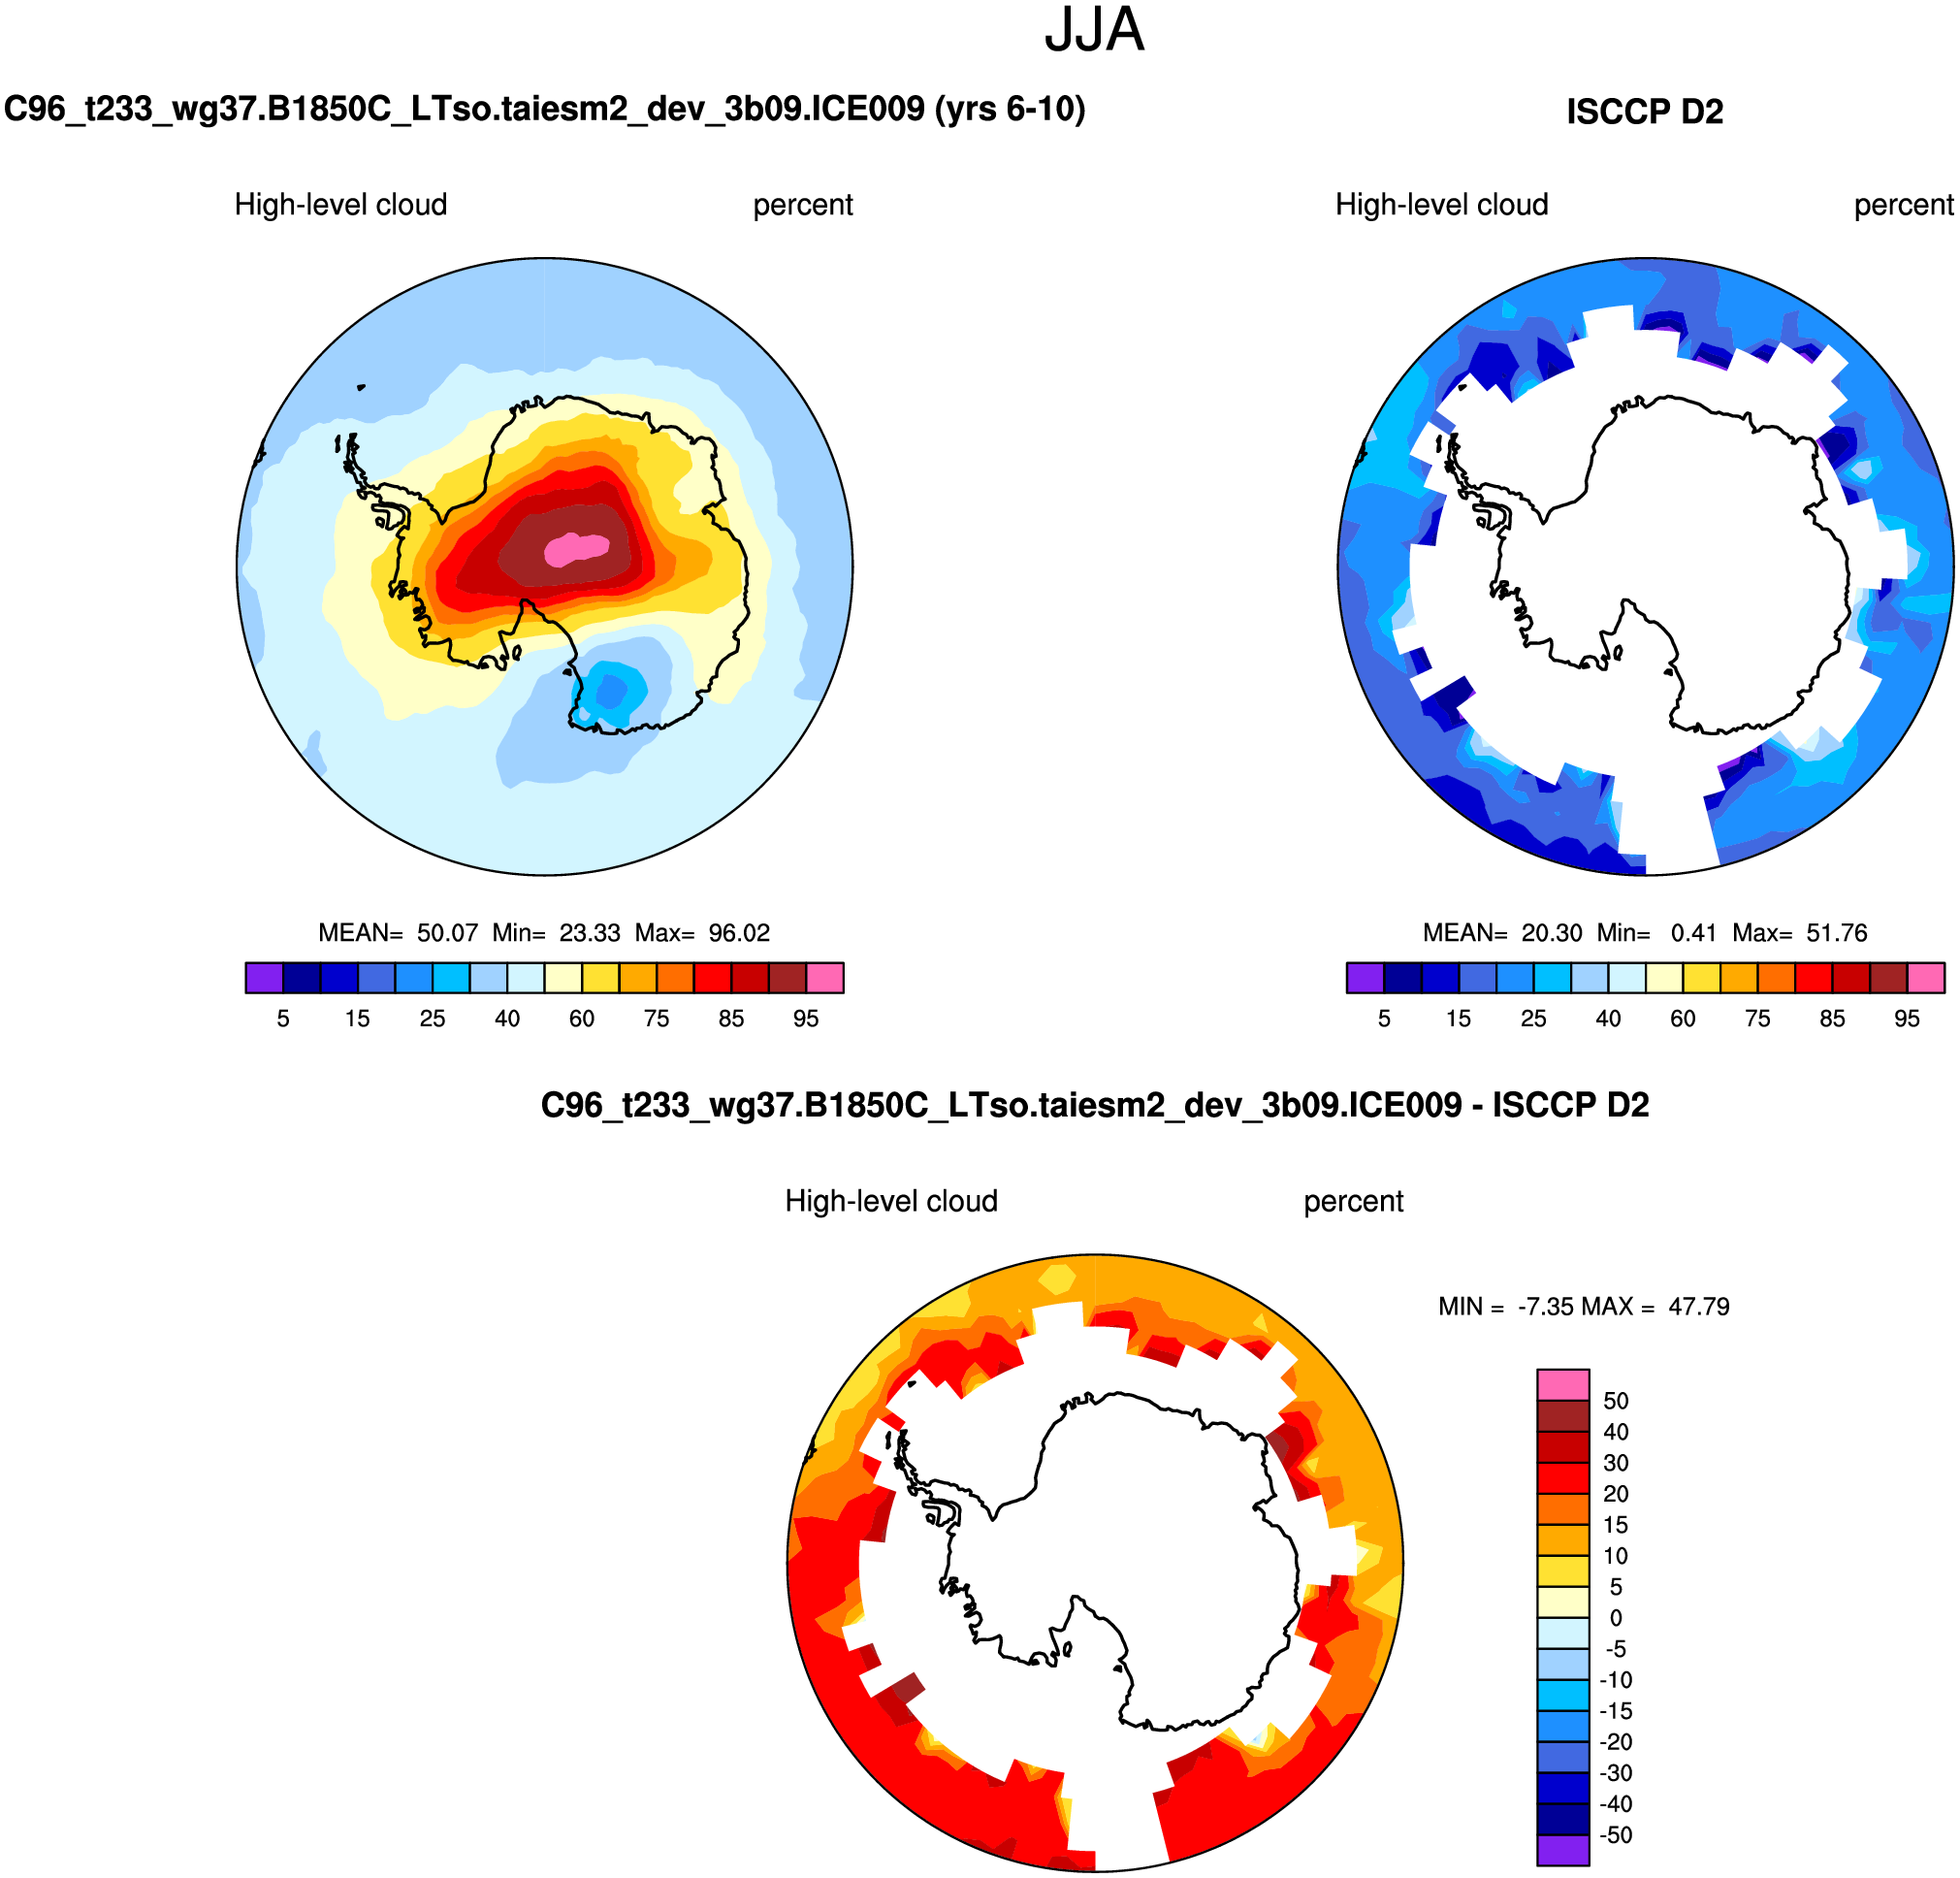 JJA
C96_t233_wg37.B1850C_LTso.taiesm2_dev_3b09.ICE009 (yrs 6-10)
ISCCP D2
High-level cloud percent
High-level cloud percent
MEAN= 50.07 Min= 23.33 Max= 96.02
MEAN= 20.30 Min= 0.41 Max= 51.76
5 15 25 40 60 75 85 95
5 15 25 40 60 75 85 95
C96_t233_wg37.B1850C_LTso.taiesm2_dev_3b09.ICE009 - ISCCP D2
High-level cloud percent
MIN = -7.35 MAX = 47.79
50
40
30
20
15
10
5
0
-5
-10
-15
-20
-30
-40
-50